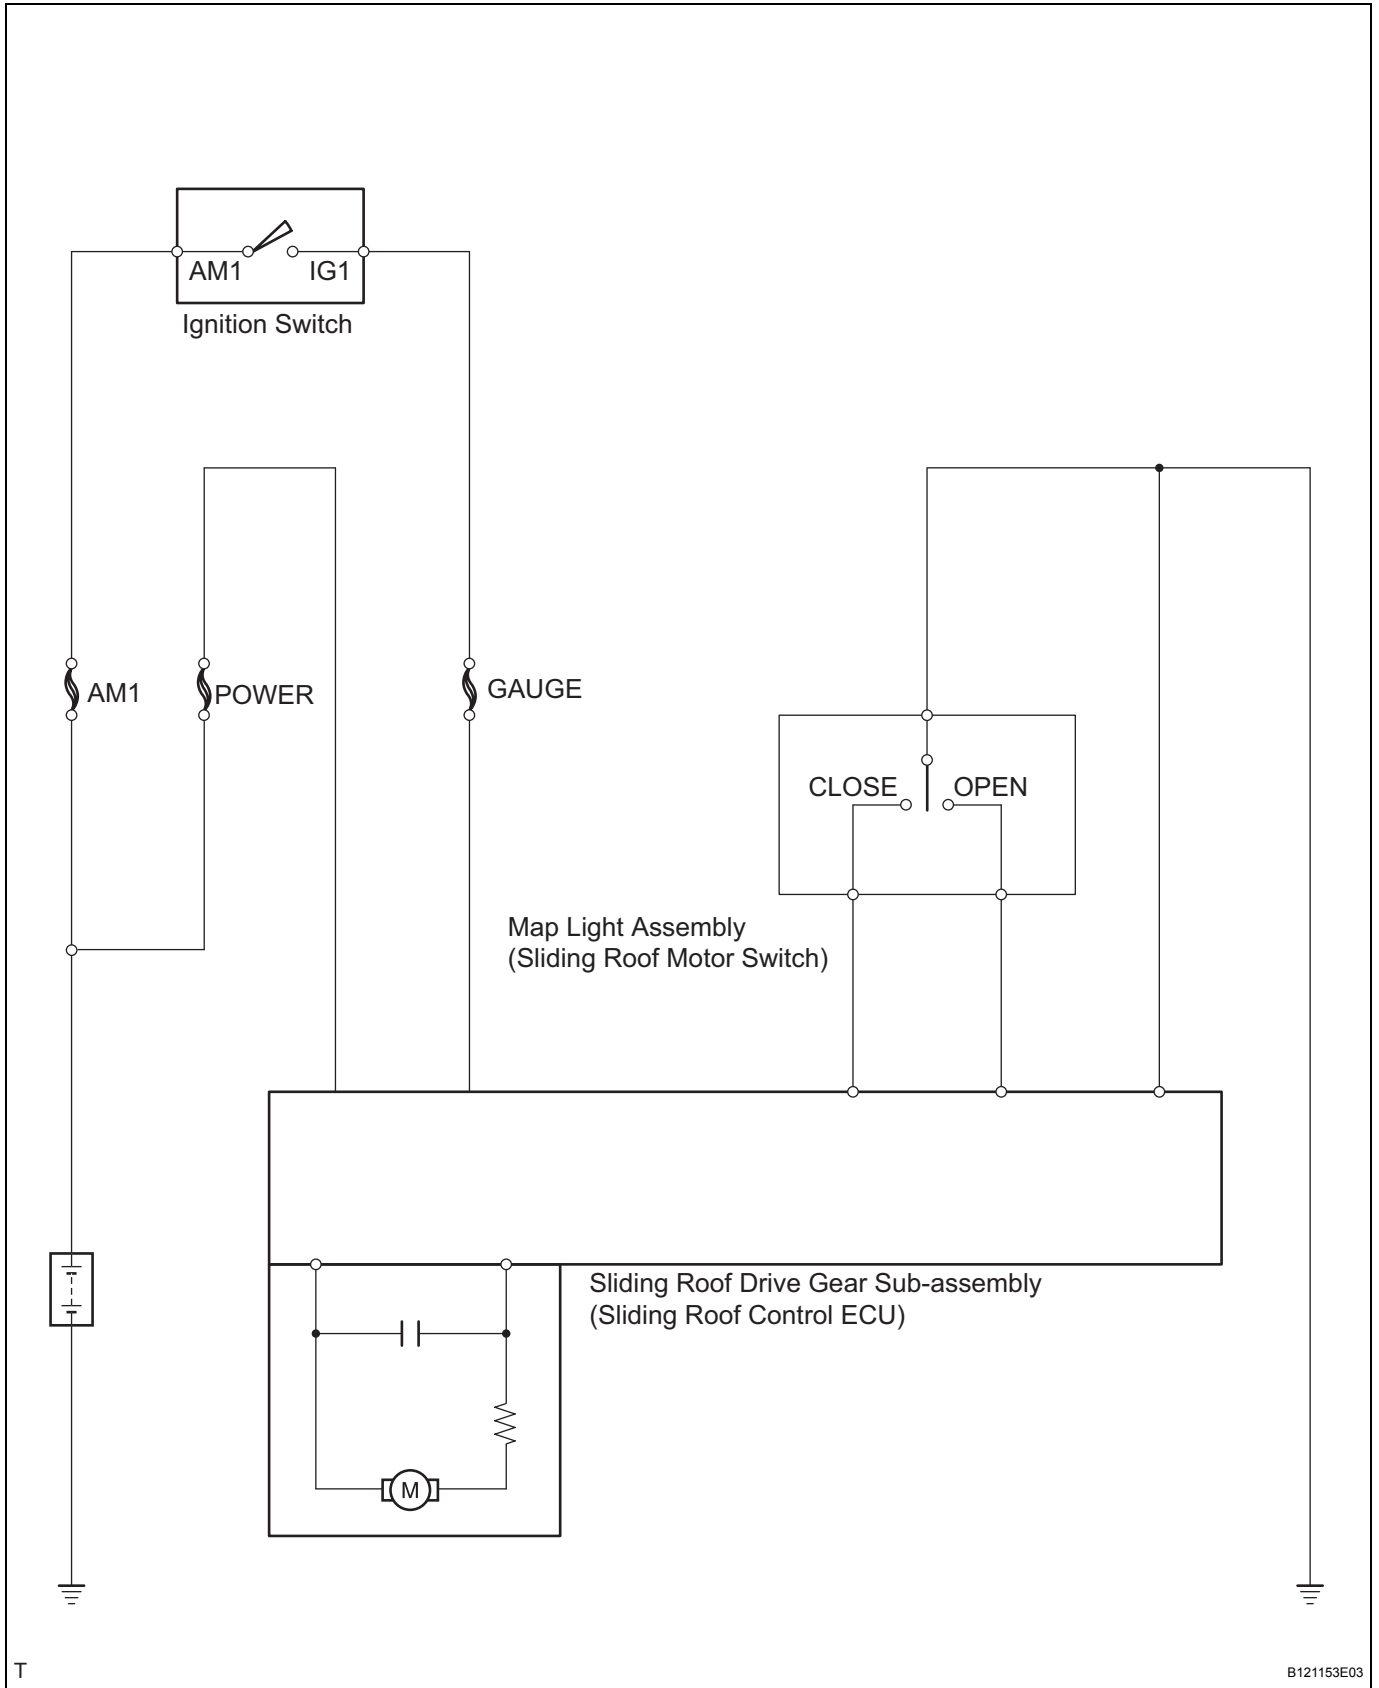 AM1 IG1
Ignition Switch
AM1
POWER
GAUGE
CLOSE OPEN
Map Light Assembly
(Sliding Roof Motor Switch)
Sliding Roof Drive Gear Sub-assembly
(Sliding Roof Control ECU)
M
T
B121153E03